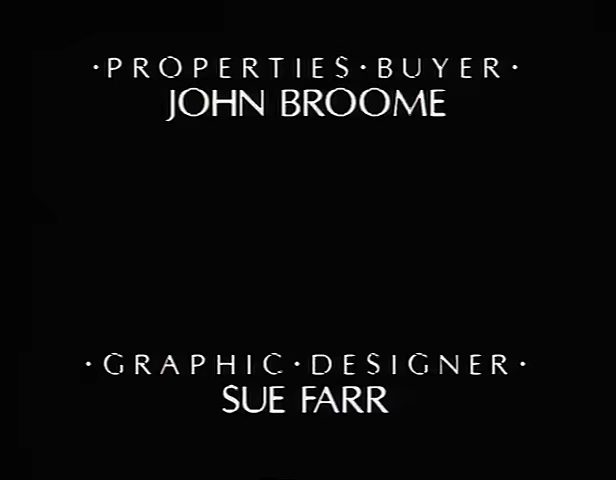 ·PROPERTIES·BUYER·
JOHN BROOME
·GRAPHIC·DESIGNER·
SUE FARR